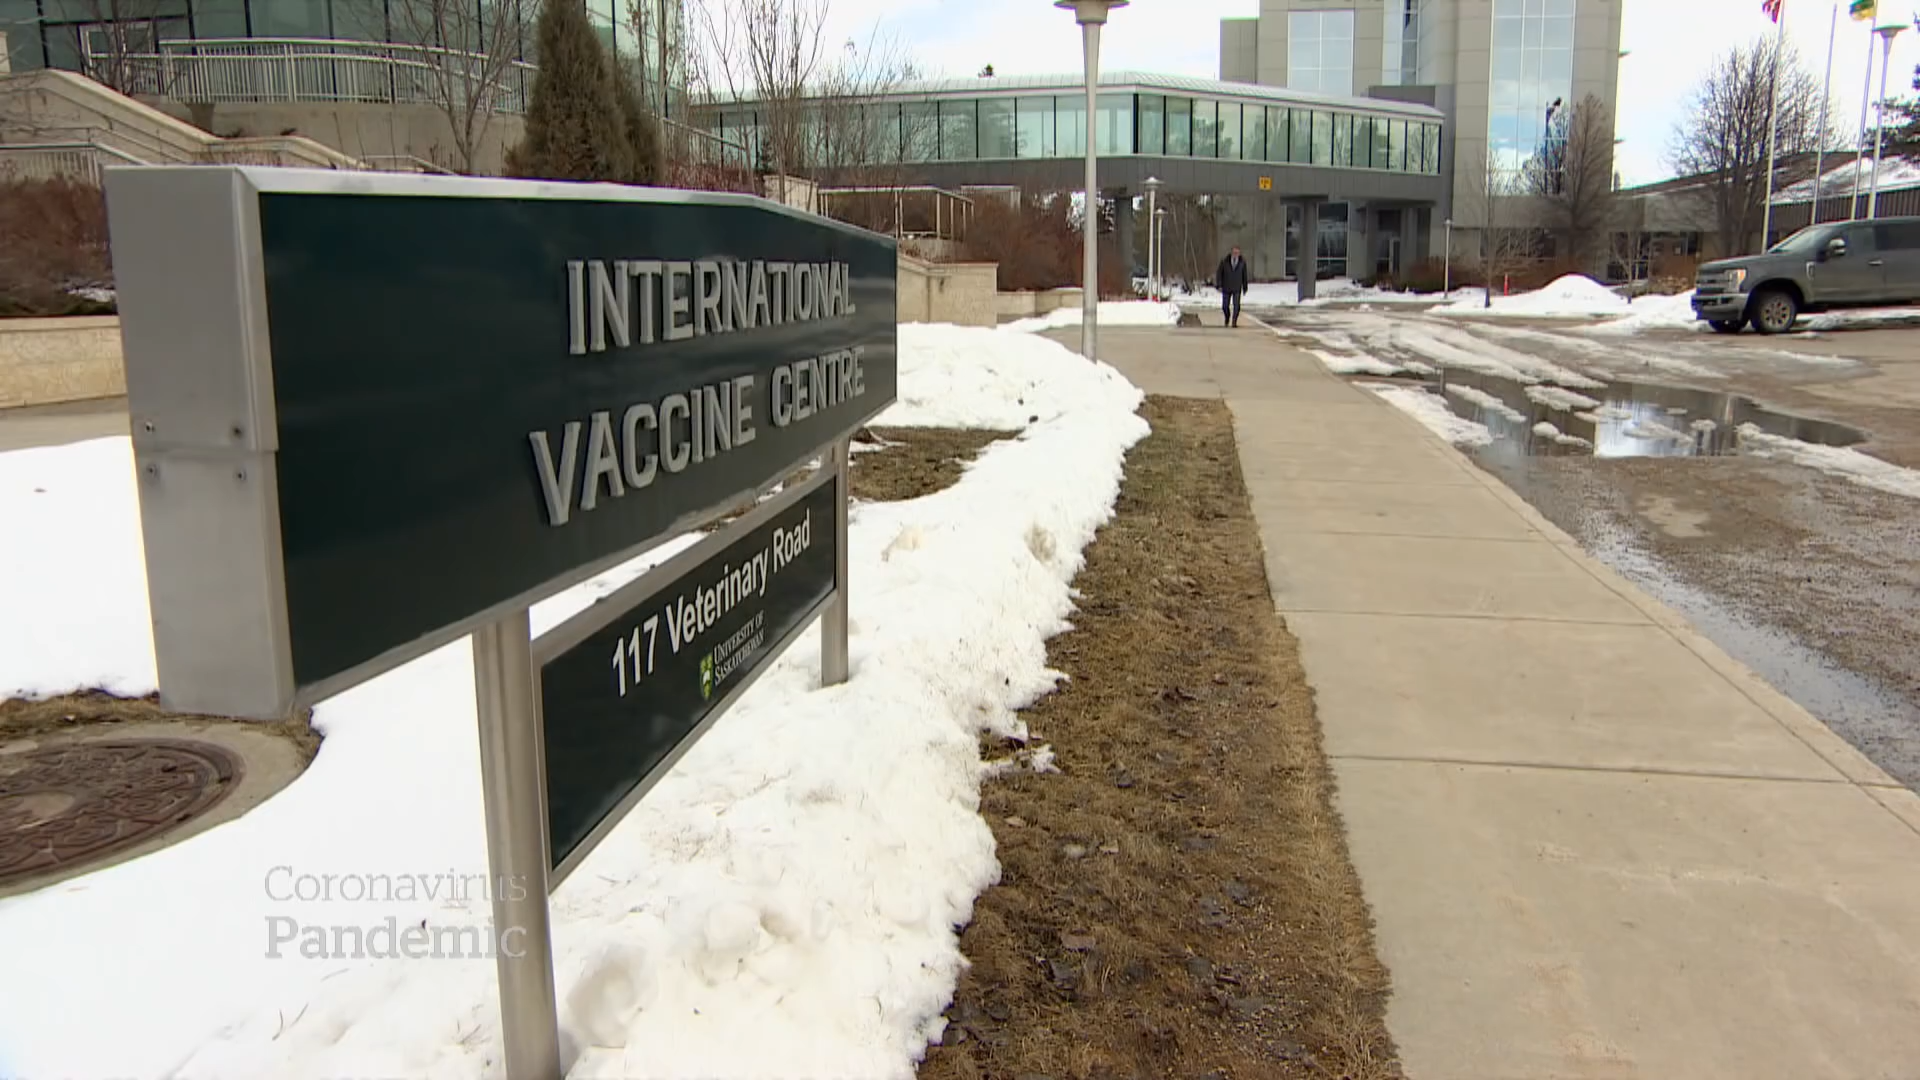 INTERNATIONAL
VACCINE CENTRE
117 Veterinary Road
UNIVERSITY OF
SASKATCHEWAN
Coronavirus
Pandemic